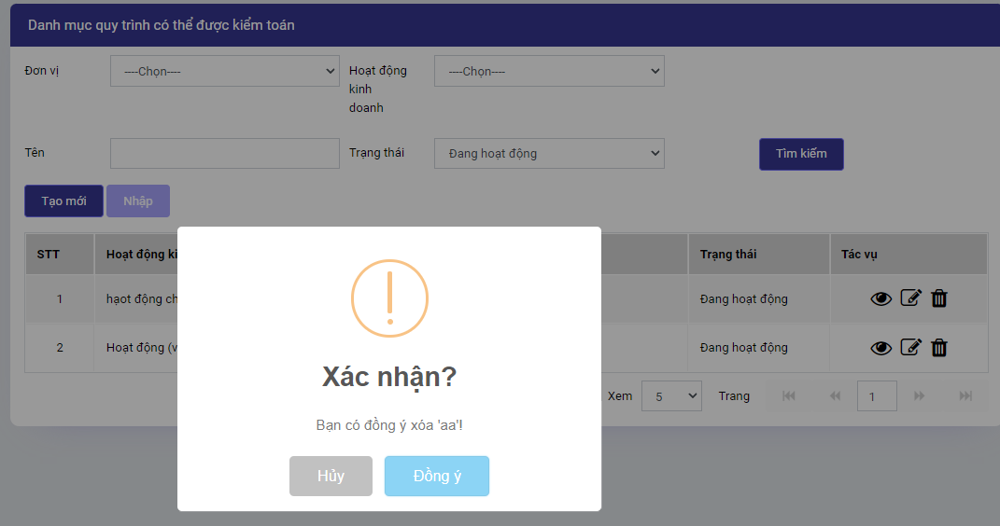 Danh mục quy trình có thể được kiểm toán
Đơn vị ----Chọn---- Hoạt động kinh doanh ----Chọn----
Tên Trạng thái Đang hoạt động Tìm kiếm
Tạo mới Nhập
STT Hoạt động ki Trạng thái Tác vụ
1 hạot động ch Đang hoạt động
2 Hoạt động (v Đang hoạt động
Xem 5 Trang 1
Xác nhận?
Bạn có đồng ý xóa 'aa'!
Hủy Đồng ý